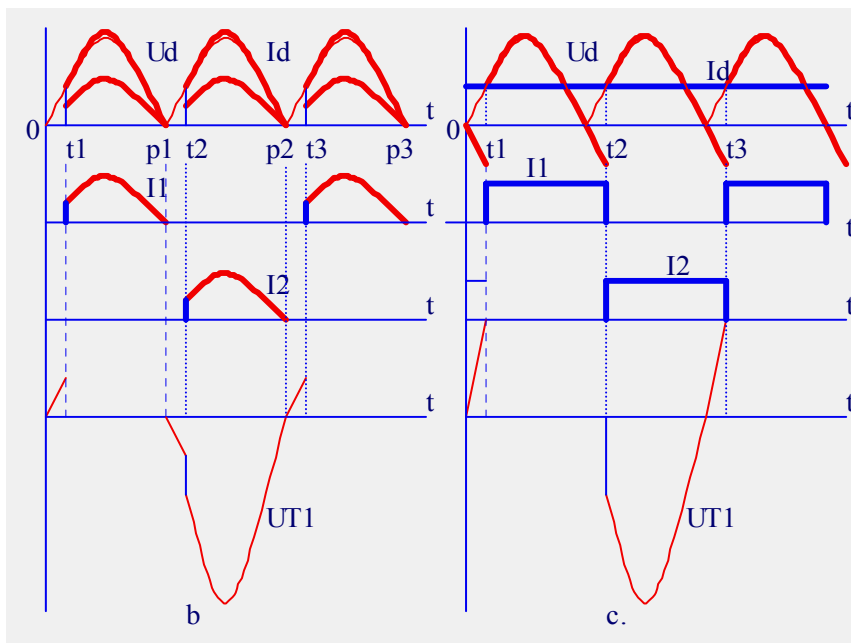 Ud Id t
0
t1 p1 t2 p2 t3 p3
I1 t
I2 t
t
UT1
b
Ud Id t
0
t1 t2 t3
I1 t
I2 t
t
UT1
c.